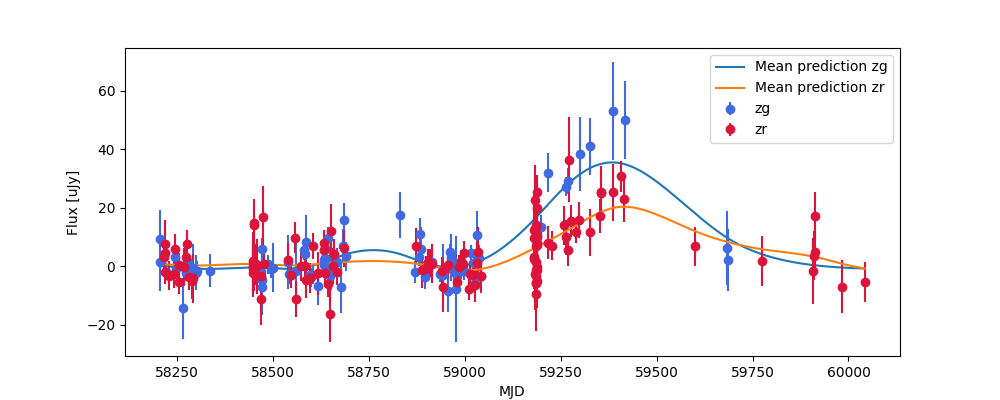 Mean prediction zg
Mean prediction zr
zg
zr
60
40
20
0
−20
Flux [uJy]
58250 58500 58750 59000 59250 59500 59750 60000
MJD